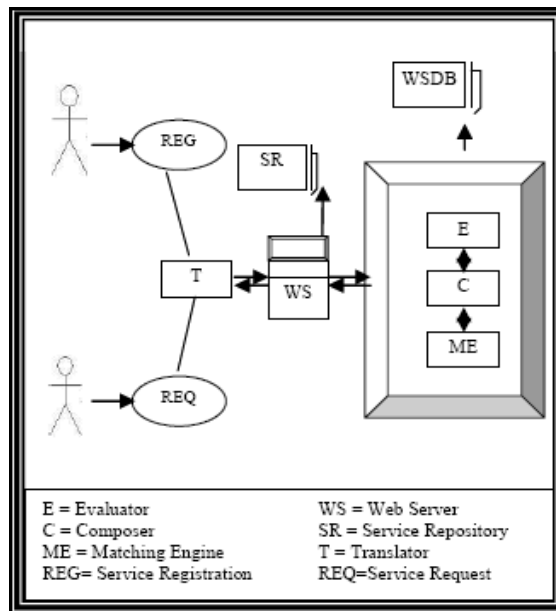 WSDB
REG
SR
E
T
WS
C
ME
REQ
E = Evaluator
C = Composer
ME = Matching Engine
REG= Service Registration
WS = Web Server
SR = Service Repository
T = Translator
REQ=Service Request